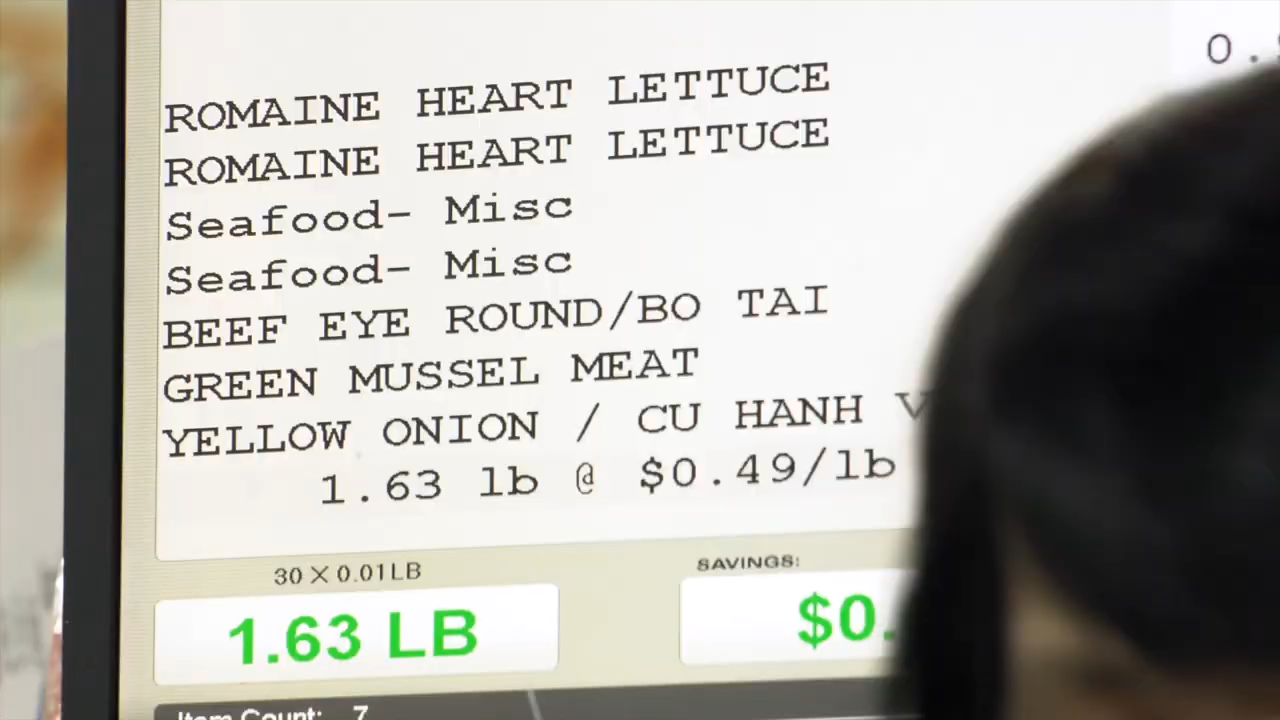 0.
ROMAINE HEART LETTUCE
ROMAINE HEART LETTUCE
Seafood- Misc
Seafood- Misc
BEEF EYE ROUND/BO TAI
GREEN MUSSEL MEAT
YELLOW ONION / CU HANH V
1.63 lb @ $0.49/lb
30 X 0.01LB
SAVINGS:
1.63 LB
$0.
Item Count: 7